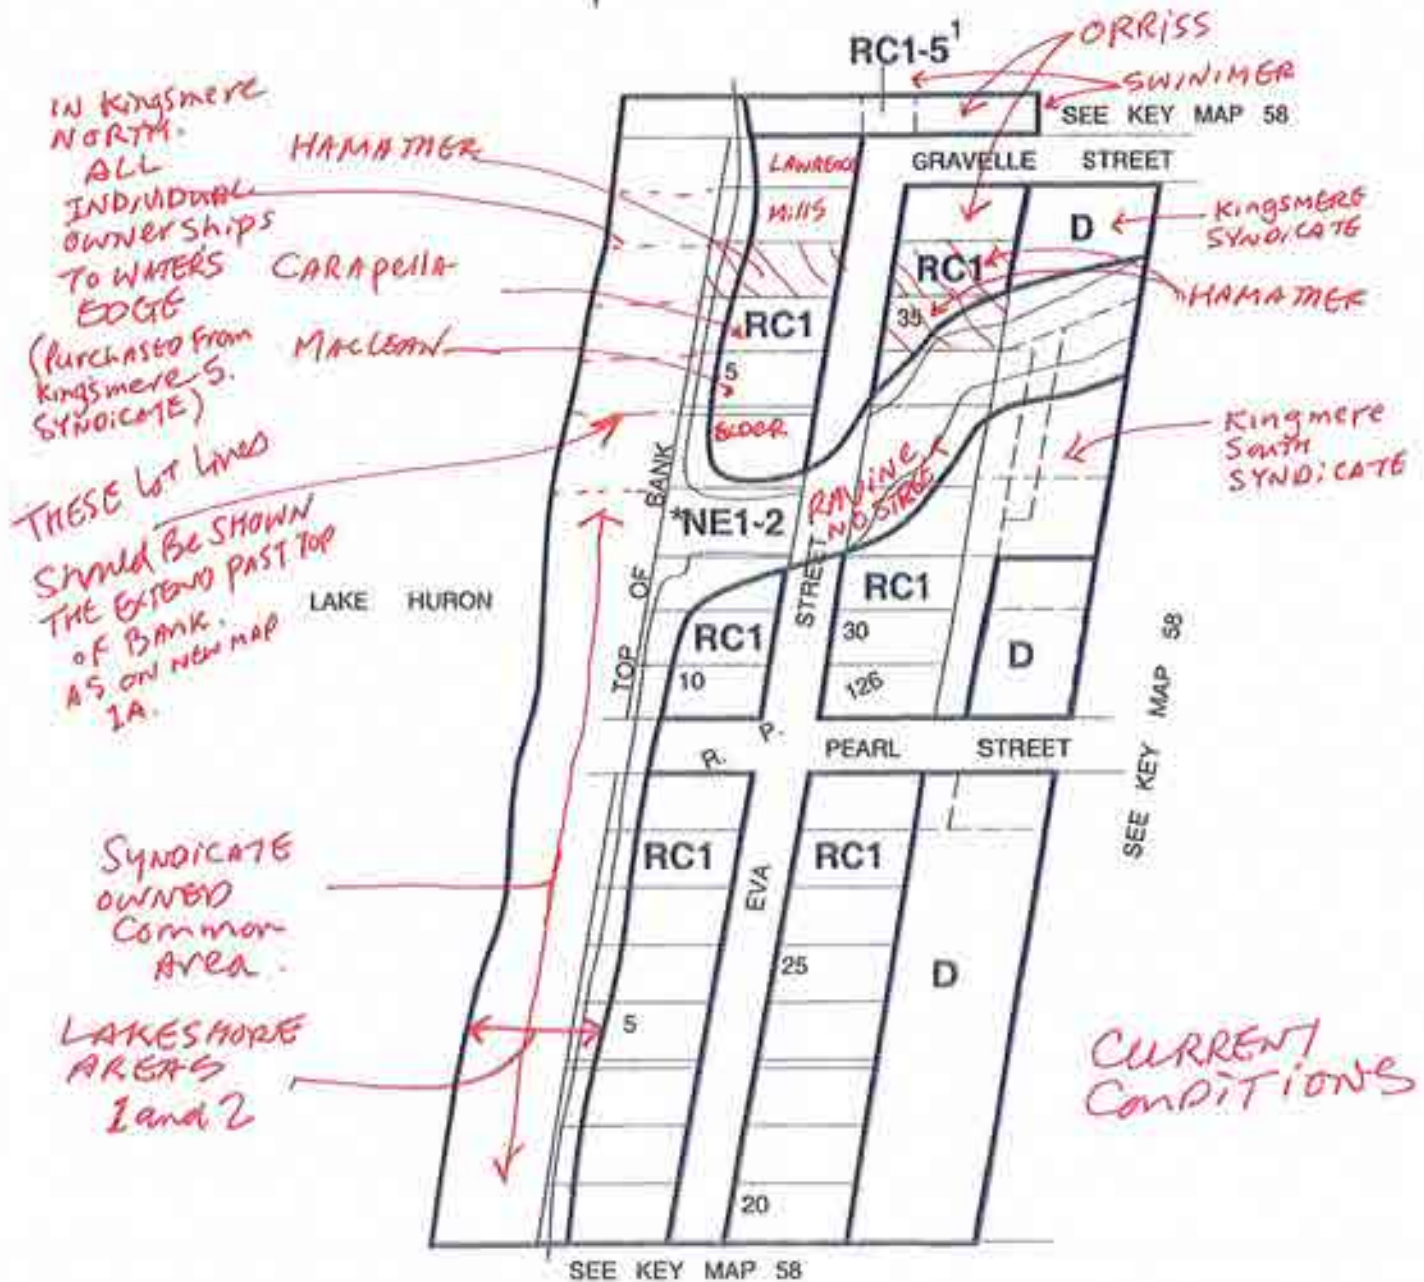 RC1-5¹
ORRISS
SWINIMER
SEE KEY MAP 58
IN Kingsmere
NORTH.
ALL
INDIVIDUAL
OWNERSHIPS
TO WATERS
EDGE
(Purchased from
Kingsmere S.
SYNDICATE)
HAMATHER
CARAPELLA
MACLEAN
LAWRENCE
Mills
GRAVELLE STREET
D
Kingsmere
SYNDICATE
RC1
HAMATHER
35
RC1
5
ELDER
Kingmere
South
SYNDICATE
THESE LOT LINES
Should Be SHOWN
THE EXTEND PAST TOP
OF BANK.
AS ON NEW MAP
1A.
RAVINE
NO STREET
*NE1-2
TOP OF BANK
STREET
LAKE HURON
RC1
30
126
RC1
10
D
SEE KEY MAP 58
R. P.
PEARL STREET
SYNDICATE
OWNED
Common
Area.
RC1
RC1
EVA
25
D
LAKESHORE
AREAS
1 and 2
5
CURRENT
CONDITIONS
20
SEE KEY MAP 58